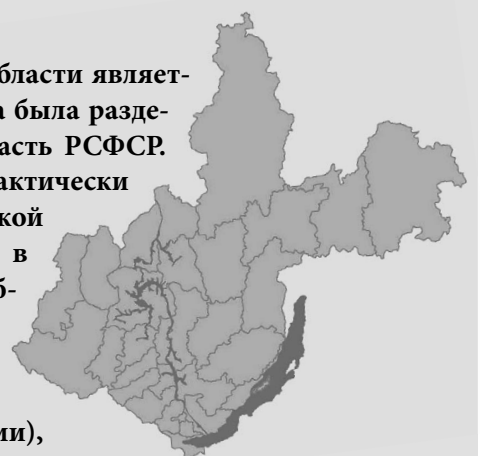 бласти являет-
а была разде-
асть РСФСР.
актически
кой
в
б-
ии),